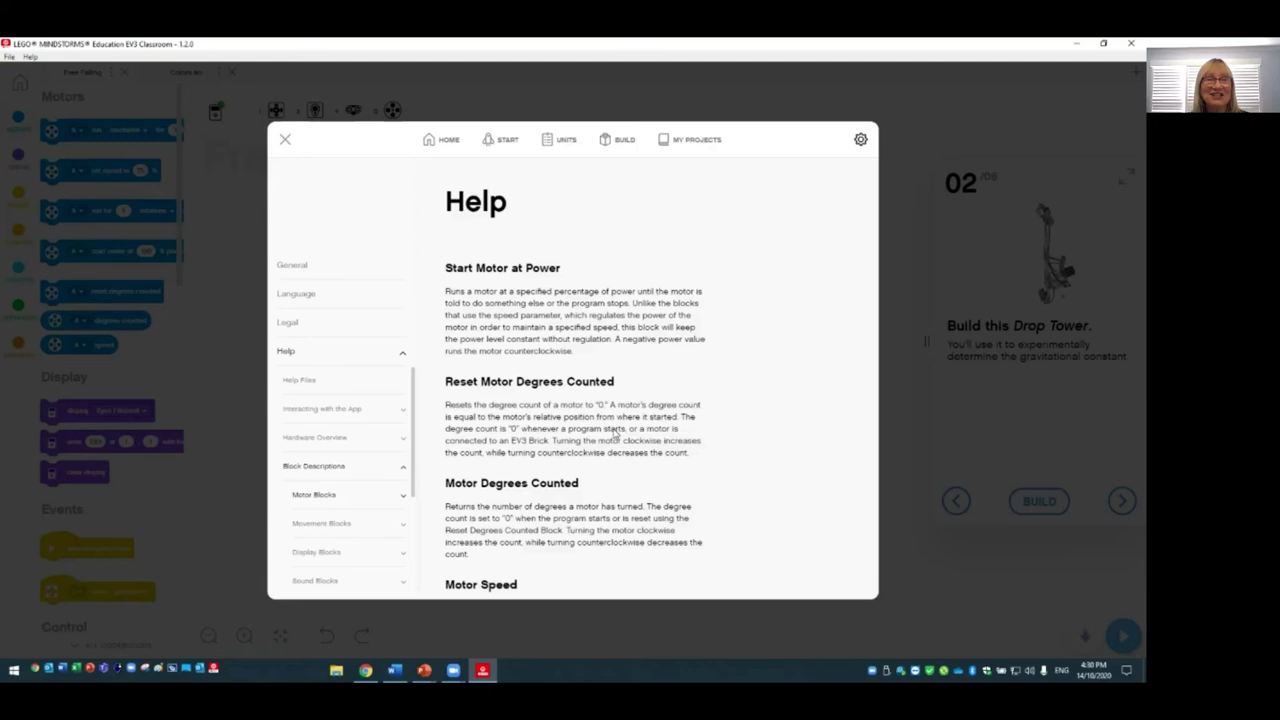 LEGO® MINDSTORMS® Education EV3 Classroom - 1.2.0
File Help
Free Falling
Motors
HOME START UNITS BUILD MY PROJECTS
Help
General
Language
Legal
Help
Help Files
Interacting with the App
Hardware Overview
Block Descriptions
Motor Blocks
Movement Blocks
Display Blocks
Sound Blocks
Start Motor at Power
Runs a motor at a specified percentage of power until the motor is
told to do something else or the program stops. Unlike the blocks
that use the speed parameter, which regulates the power of the
motor in order to maintain a specified speed, this block will keep
the power level constant without regulation. A negative power value
runs the motor counterclockwise.
Reset Motor Degrees Counted
Resets the degree count of a motor to "0." A motor's degree count
is equal to the motor's relative position from where it started. The
degree count is "0" whenever a program starts, or a motor is
connected to an EV3 Brick. Turning the motor clockwise increases
the count, while turning counterclockwise decreases the count.
Motor Degrees Counted
Returns the number of degrees a motor has turned. The degree
count is set to "0" when the program starts or is reset using the
Reset Degrees Counted Block. Turning the motor clockwise
increases the count, while turning counterclockwise decreases the
count.
Motor Speed
A reset degrees counted
A degrees counted
A speed
Display
Events
Control
02 /08
Build this Drop Tower.
You'll use it to experimentally
determine the gravitational constant
BUILD
ENG
4:30 PM
14/10/2020